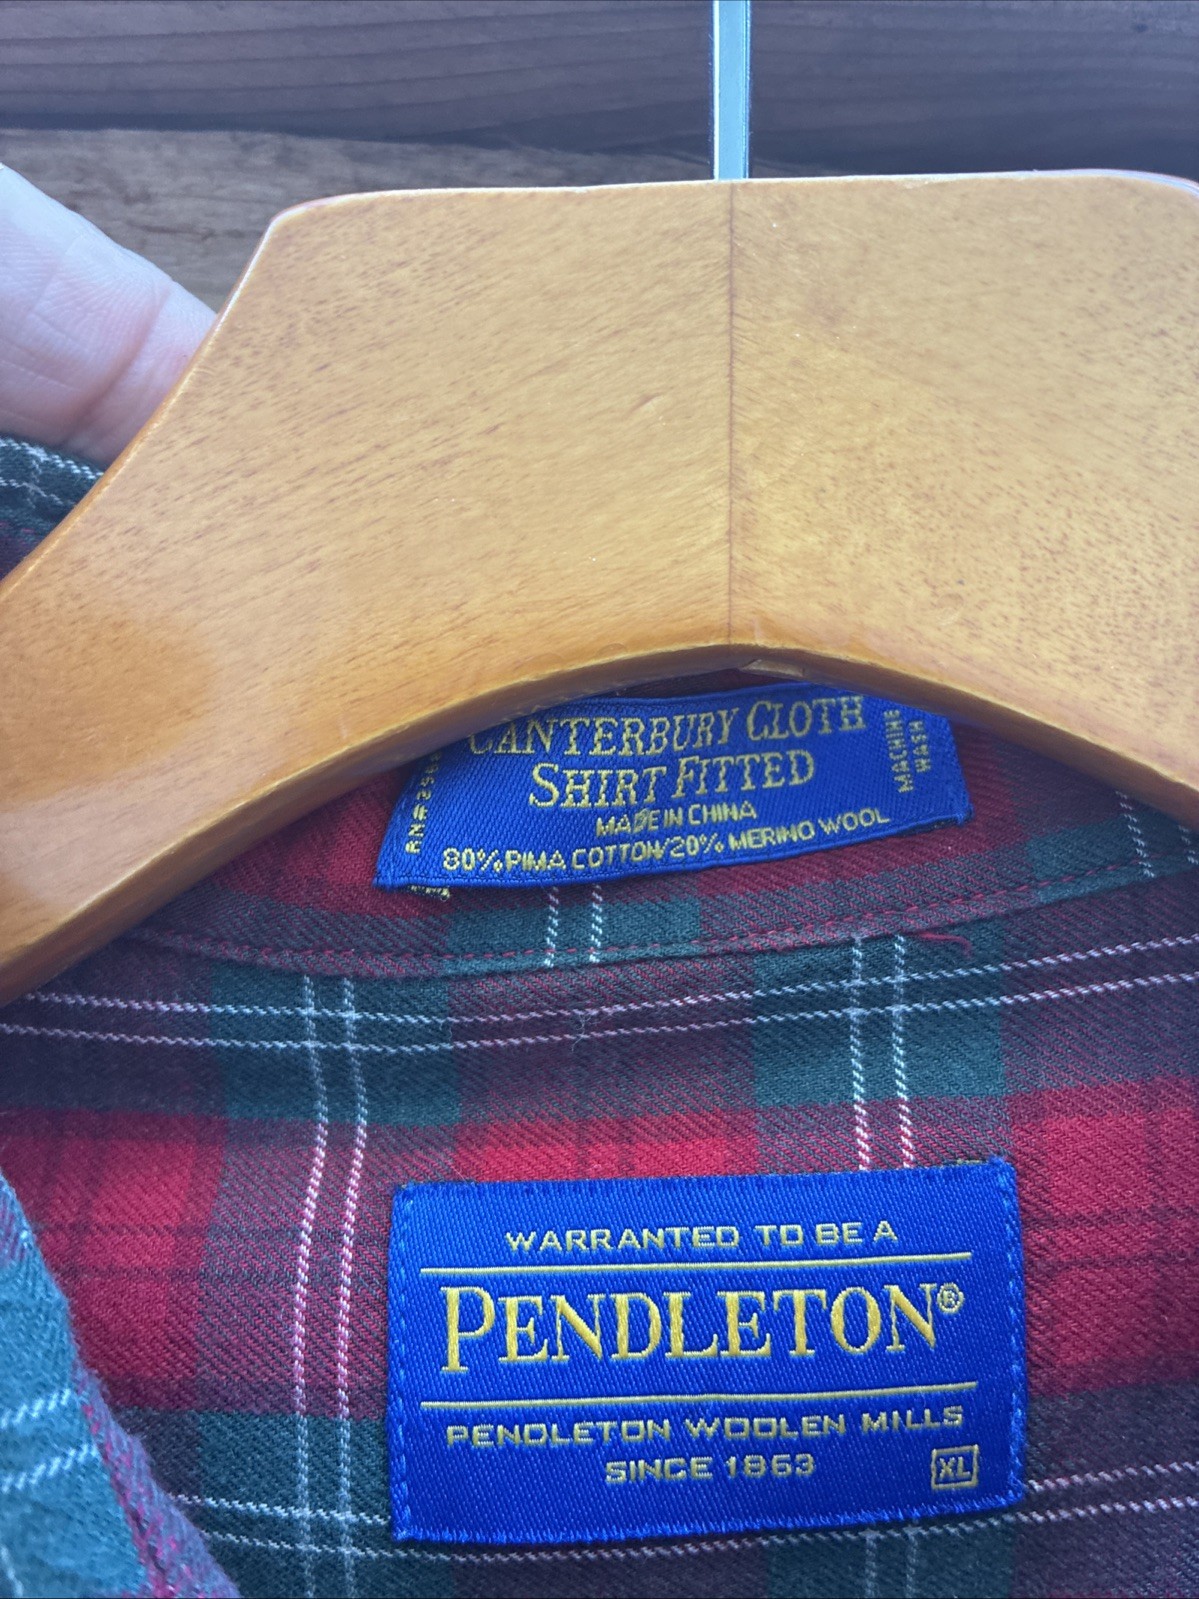 CANTERBURY CLOTH
SHIRT FITTED
MADE IN CHINA
80% PIMA COTTON/20% MERINO WOOL
MACHINE
WASH
WARRANTED TO BE A
PENDLETON®
PENDLETON WOOLEN MILLS
SINCE 1863
XL